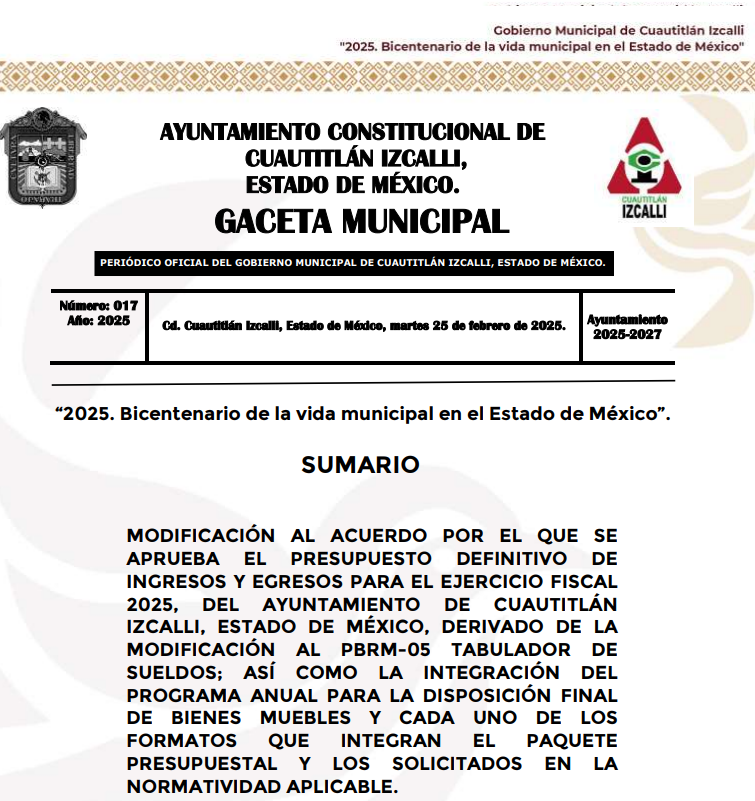 Gobierno Municipal de Cuautitlán Izcalli
"2025. Bicentenario de la vida municipal en el Estado de México"
AYUNTAMIENTO CONSTITUCIONAL DE
CUAUTITLÁN IZCALLI,
ESTADO DE MÉXICO.
GACETA MUNICIPAL
LIBERTAD
CUAUTITLÁN
IZCALLI
PERIÓDICO OFICIAL DEL GOBIERNO MUNICIPAL DE CUAUTITLÁN IZCALLI, ESTADO DE MÉXICO.
Número: 017
Año: 2025
Cd. Cuautitlán Izcalli, Estado de México, martes 25 de febrero de 2025.
Ayuntamiento
2025-2027
“2025. Bicentenario de la vida municipal en el Estado de México”.
SUMARIO
MODIFICACIÓN AL ACUERDO POR EL QUE SE
APRUEBA EL PRESUPUESTO DEFINITIVO DE
INGRESOS Y EGRESOS PARA EL EJERCICIO FISCAL
2025, DEL AYUNTAMIENTO DE CUAUTITLÁN
IZCALLI, ESTADO DE MÉXICO, DERIVADO DE LA
MODIFICACIÓN AL PBRM-05 TABULADOR DE
SUELDOS; ASÍ COMO LA INTEGRACIÓN DEL
PROGRAMA ANUAL PARA LA DISPOSICIÓN FINAL
DE BIENES MUEBLES Y CADA UNO DE LOS
FORMATOS QUE INTEGRAN EL PAQUETE
PRESUPUESTAL Y LOS SOLICITADOS EN LA
NORMATIVIDAD APLICABLE.